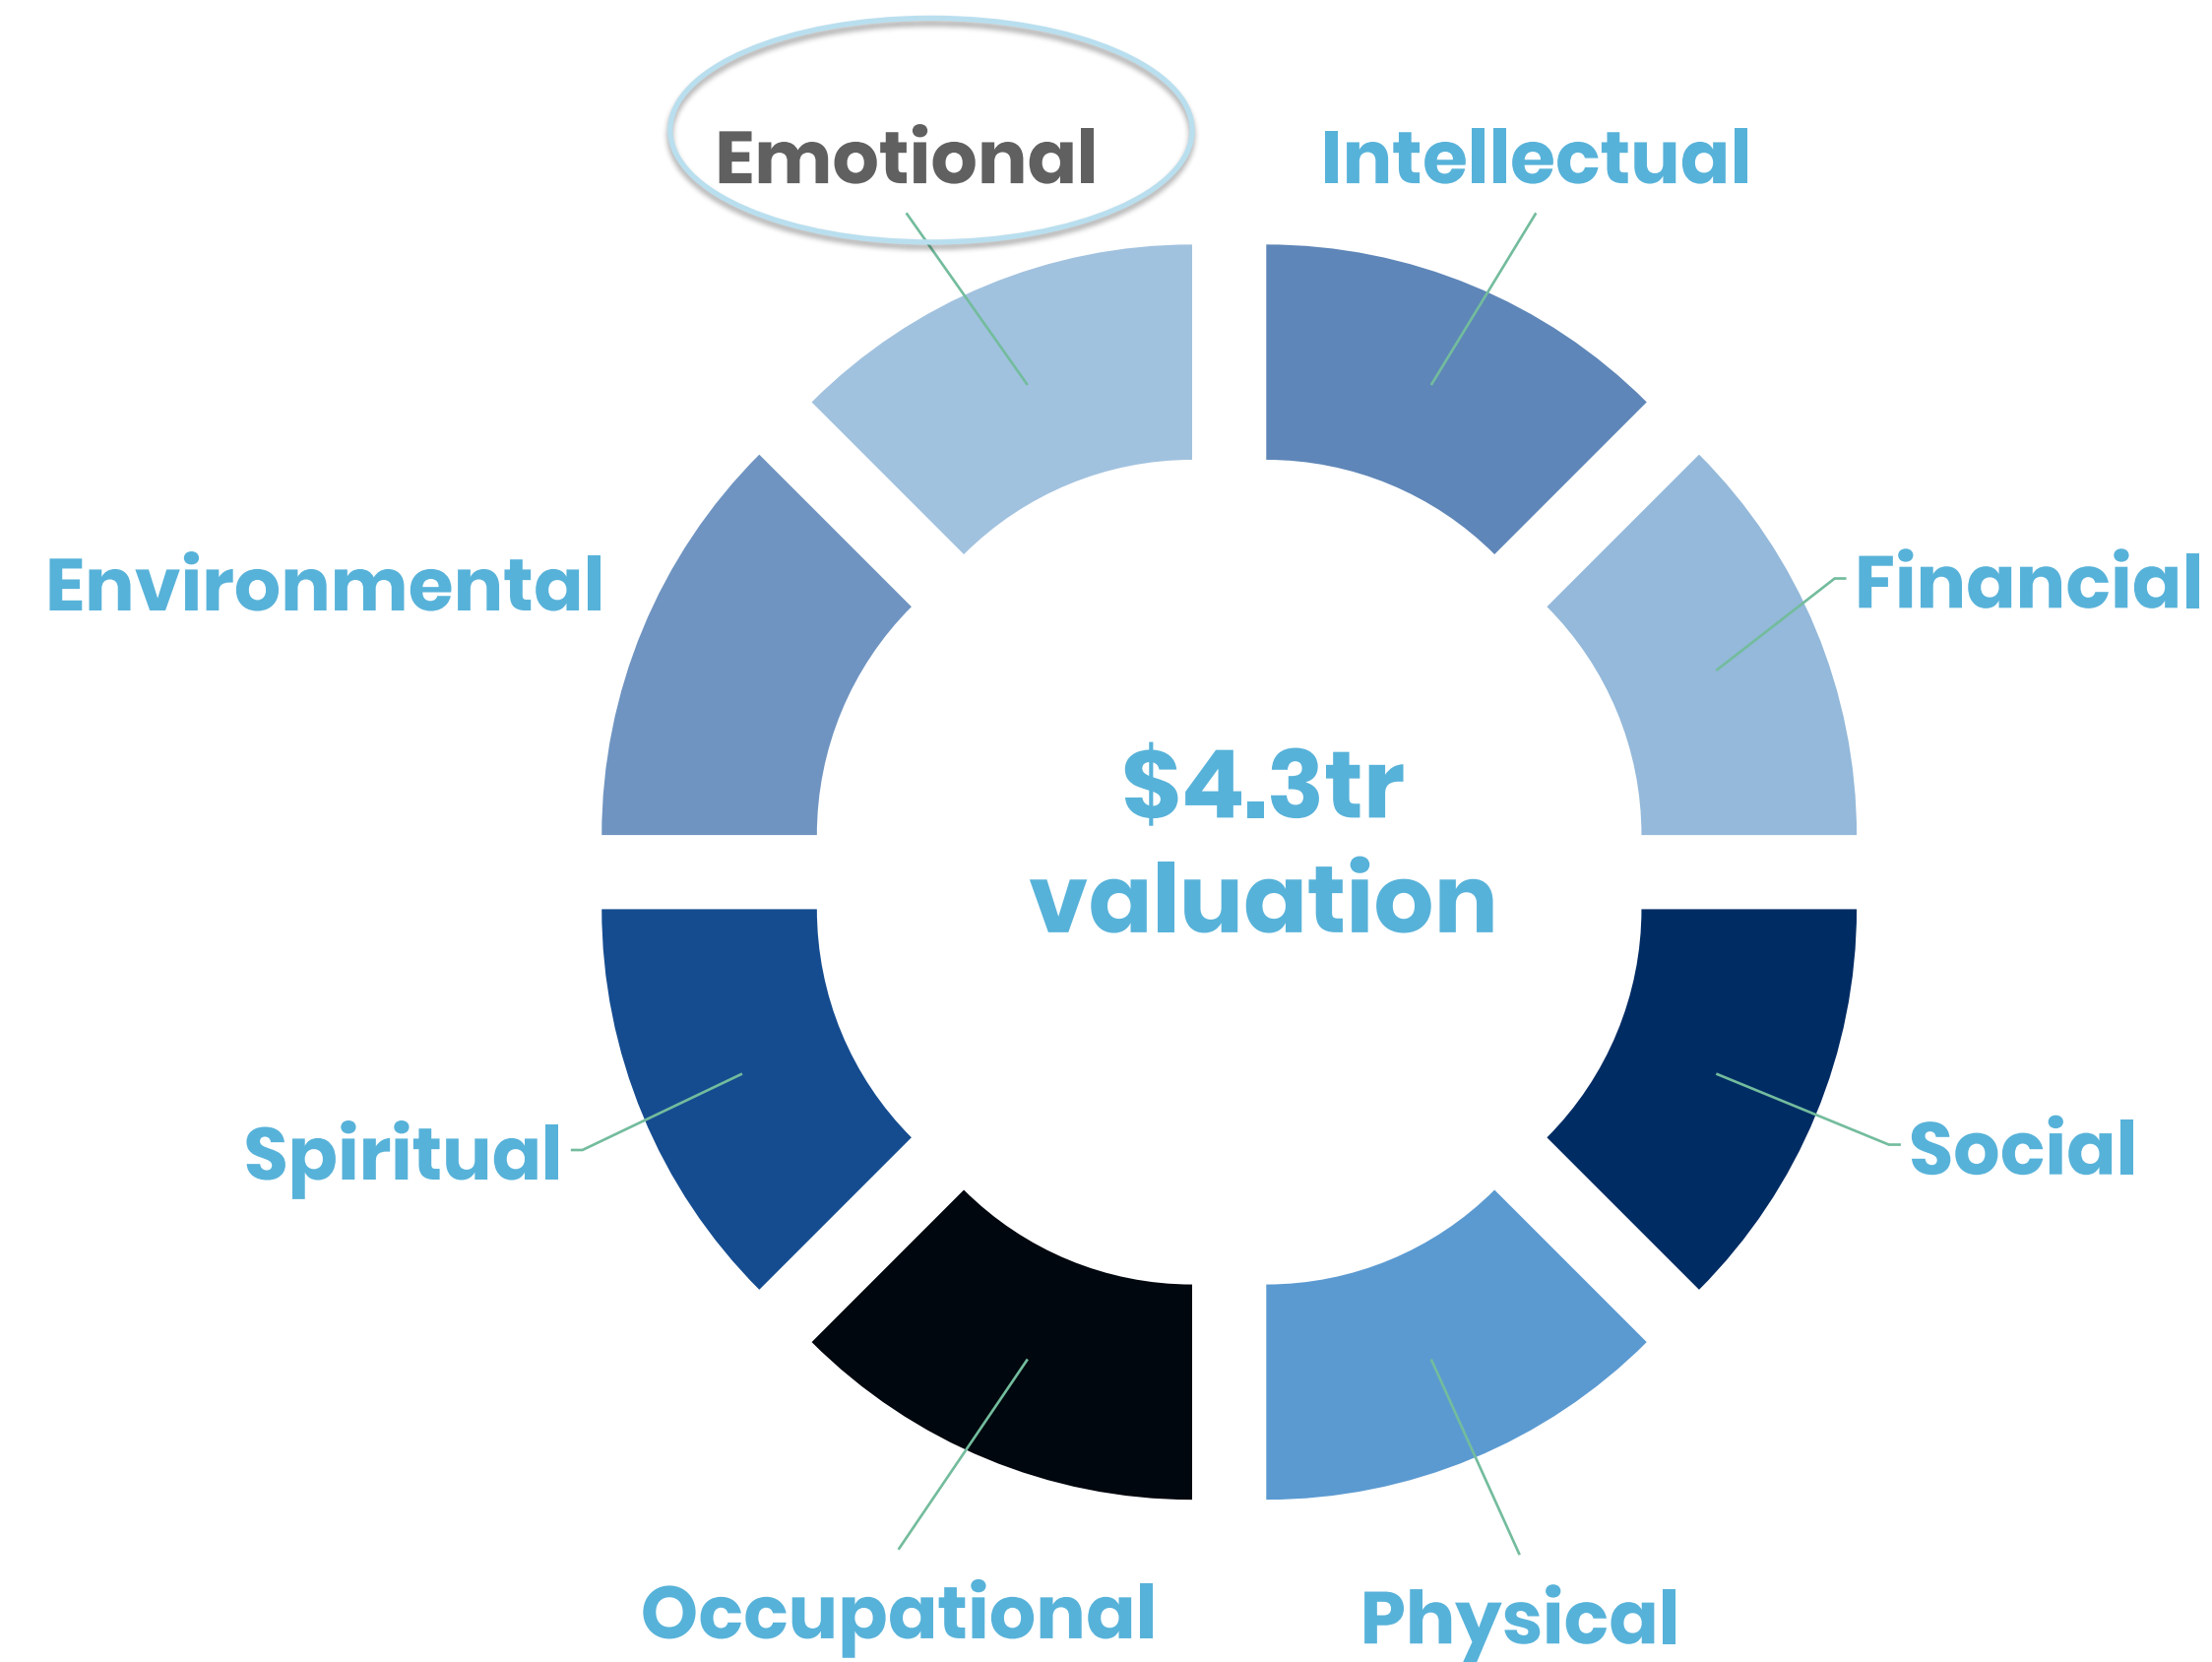 Emotional
Intellectual
Environmental
Financial
$4.3tr
valuation
Spiritual
Social
Occupational
Physical